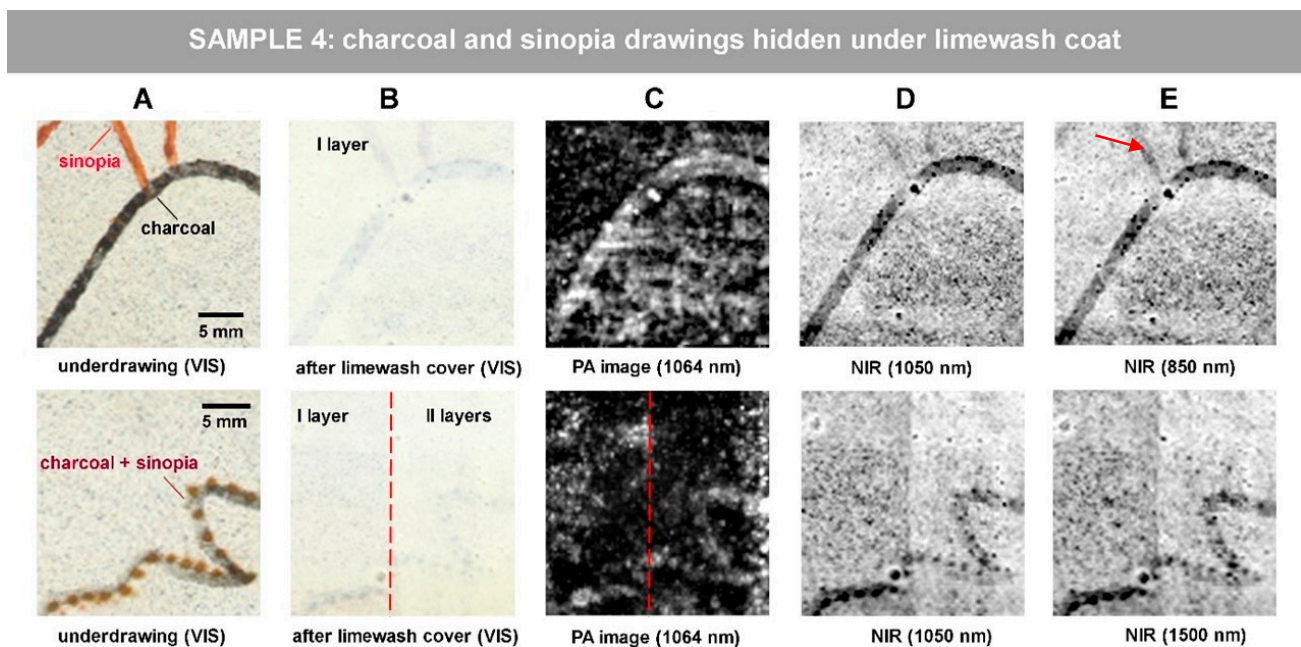 SAMPLE 4: charcoal and sinopia drawings hidden under limewash coat
A B C D E
sinopia
charcoal
5 mm
I layer
underdrawing (VIS) after limewash cover (VIS) PA image (1064 nm) NIR (1050 nm) NIR (850 nm)
5 mm
charcoal + sinopia
I layer II layers
underdrawing (VIS) after limewash cover (VIS) PA image (1064 nm) NIR (1050 nm) NIR (1500 nm)